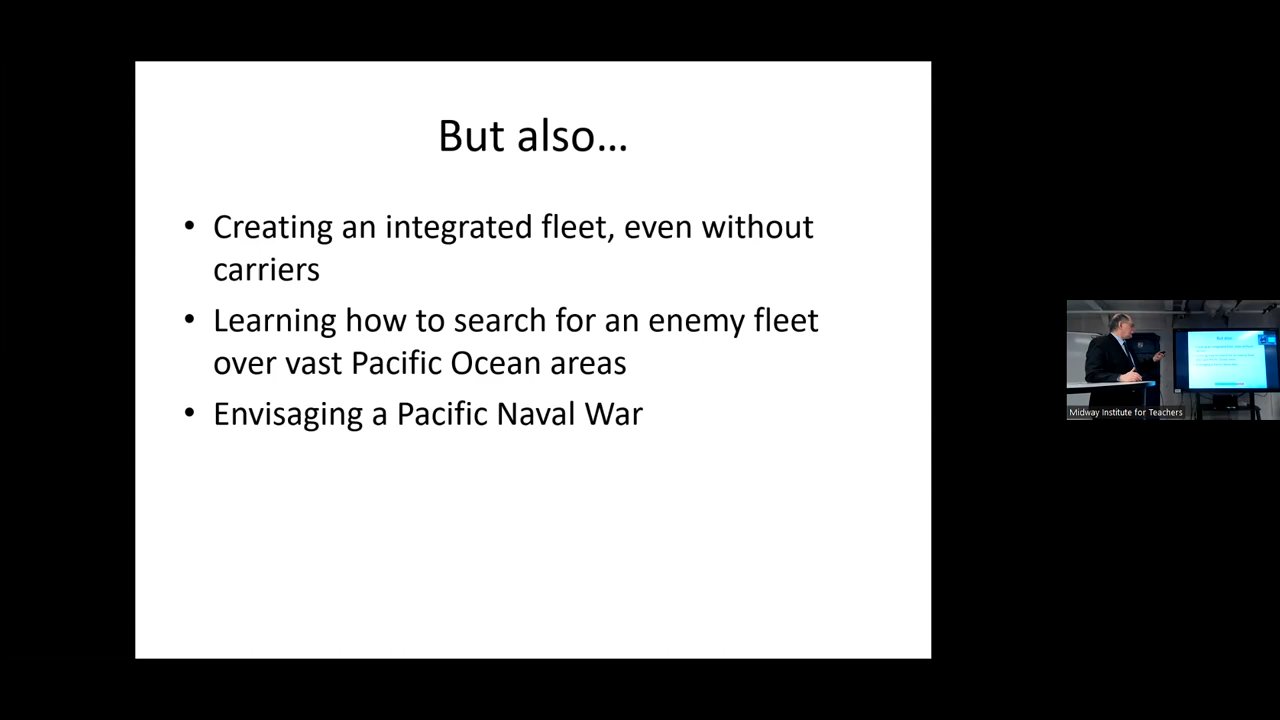 But also…
• Creating an integrated fleet, even without
carriers
• Learning how to search for an enemy fleet
over vast Pacific Ocean areas
• Envisaging a Pacific Naval War
Midway Institute for Teachers